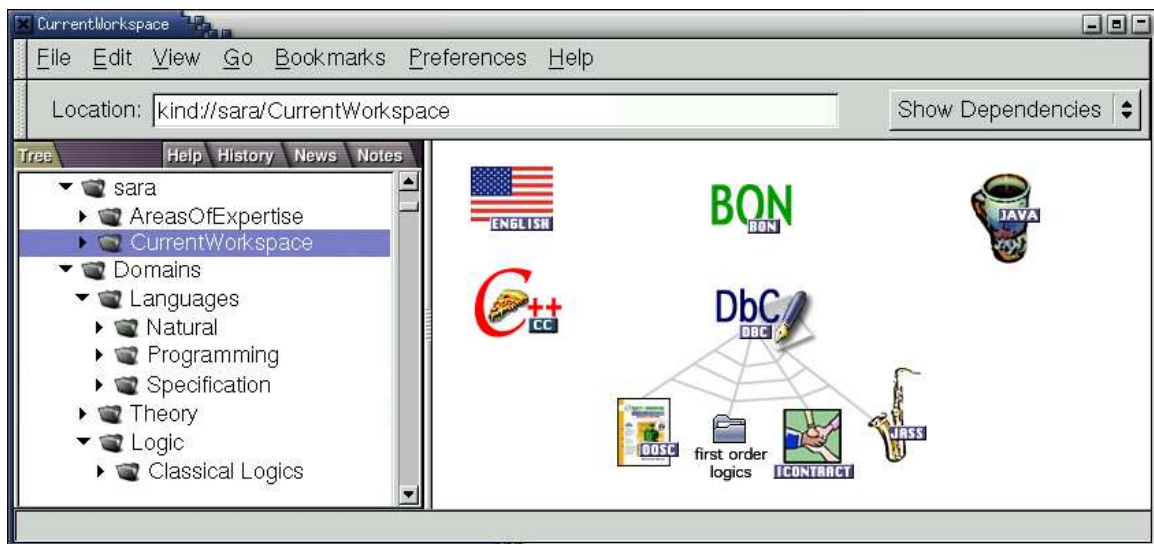 CurrentWorkspace
File Edit View Go Bookmarks Preferences Help
Location: kind://sara/CurrentWorkspace Show Dependencies
Tree Help History News Notes
sara
AreasOfExpertise
CurrentWorkspace
Domains
Languages
Natural
Programming
Specification
Theory
Logic
Classical Logics
ENGLISH
BON
BON
JAVA
C++
CC
DbC
DBC
OOSC
first order
logics
ICONTRACT
JASS